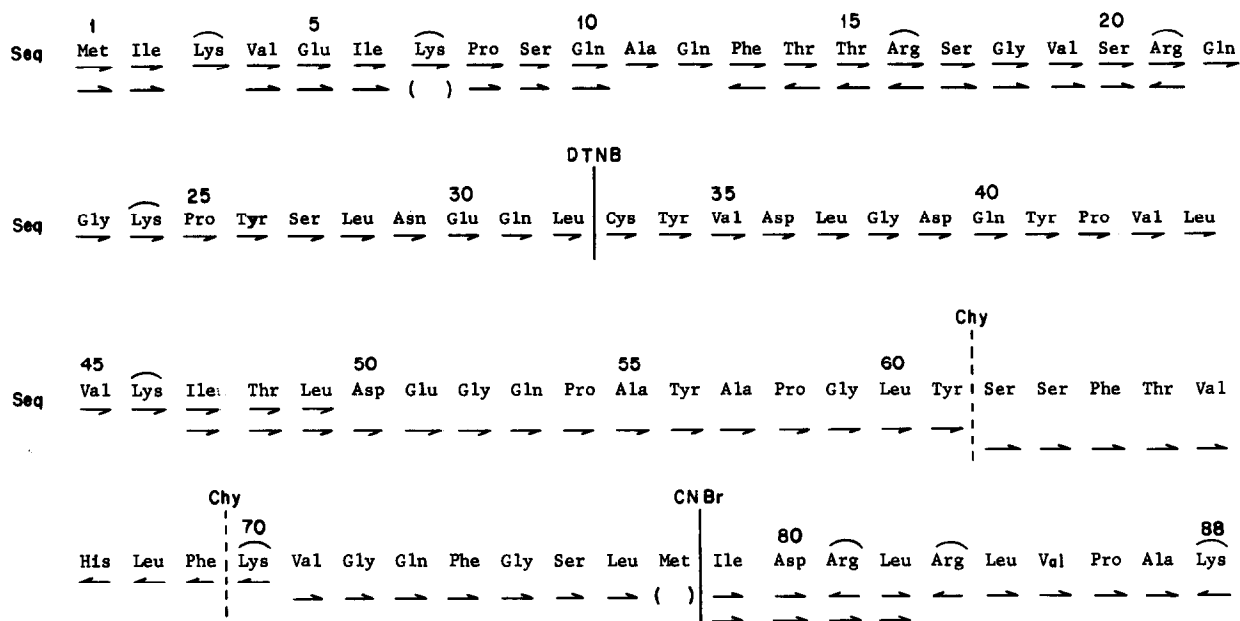 1 5 10 15 20
Seq Met Ile Lys Val Glu Ile Lys Pro Ser Gln Ala Gln Phe Thr Thr Arg Ser Gly Val Ser Arg Gln
( )
DTNB
25 30 35 40
Seq Gly Lys Pro Tyr Ser Leu Asn Glu Gln Leu Cys Tyr Val Asp Leu Gly Asp Gln Tyr Pro Val Leu
Chy
45 50 55 60
Seq Val Lys Ile Thr Leu Asp Glu Gly Gln Pro Ala Tyr Ala Pro Gly Leu Tyr Ser Ser Phe Thr Val
Chy CNBr
70 80 88
His Leu Phe Lys Val Gly Gln Phe Gly Ser Leu Met Ile Asp Arg Leu Arg Leu Val Pro Ala Lys
( )